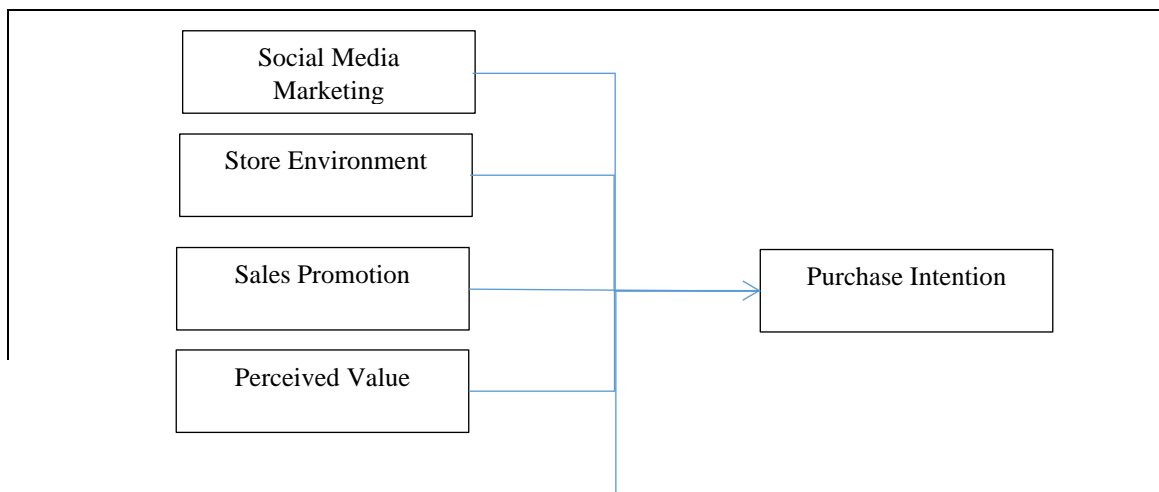 Social Media
Marketing
Store Environment
Sales Promotion
Purchase Intention
Perceived Value